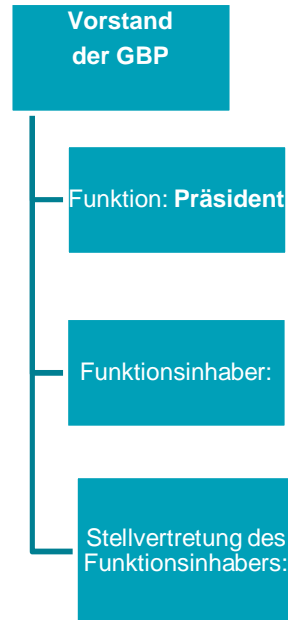 Vorstand
der GBP
Funktion: Präsident
Funktionsinhaber:
Stellvertretung des
Funktionsinhabers: